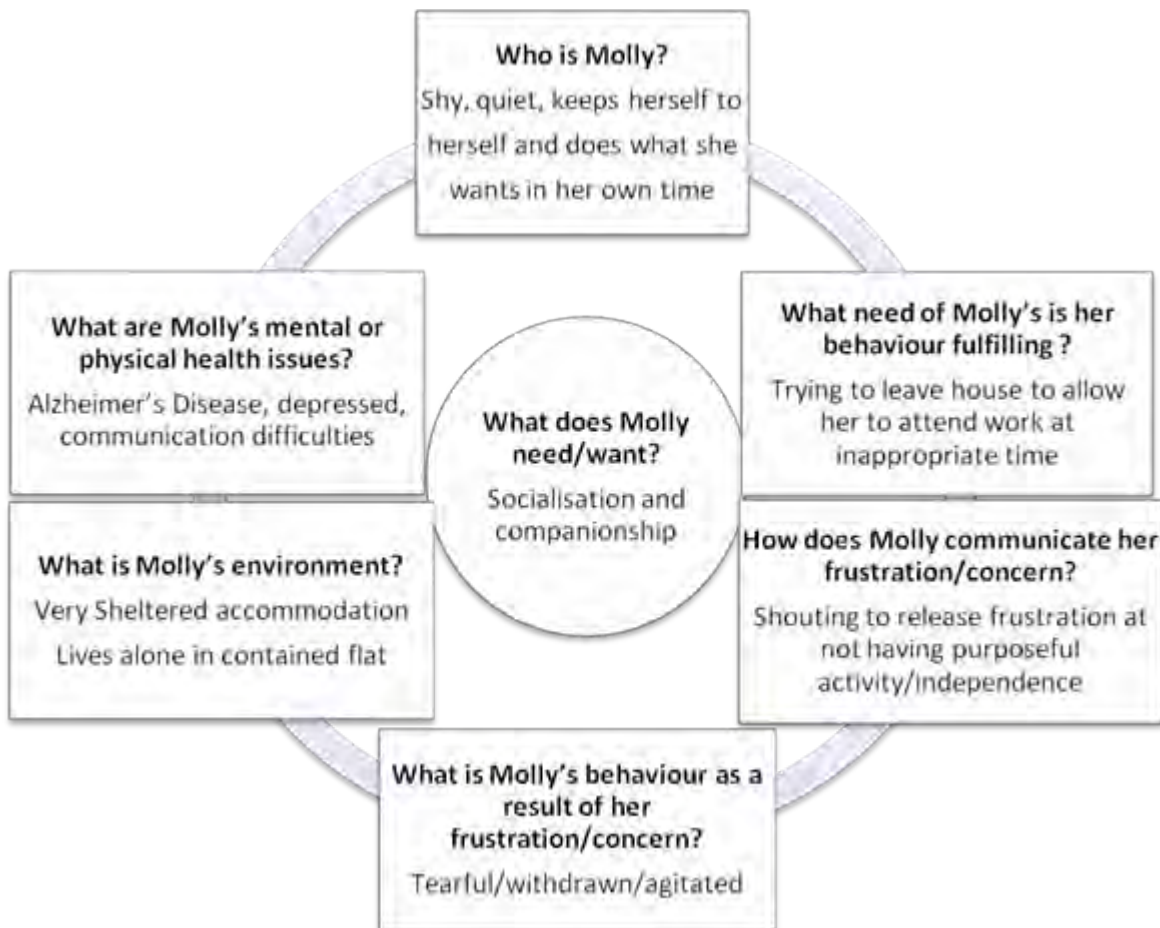 Who is Molly?
Shy, quiet, keeps herself to
herself and does what she
wants in her own time
What need of Molly's is her
behaviour fulfilling ?
Trying to leave house to allow
her to attend work at
inappropriate time
How does Molly communicate her
frustration/concern?
Shouting to release frustration at
not having purposeful
activity/independence
What is Molly's behaviour as a
result of her
frustration/concern?
Tearful/withdrawn/agitated
What is Molly's environment?
Very Sheltered accommodation
Lives alone in contained flat
What are Molly's mental or
physical health issues?
Alzheimer's Disease, depressed,
communication difficulties
What does Molly
need/want?
Socialisation and
companionship